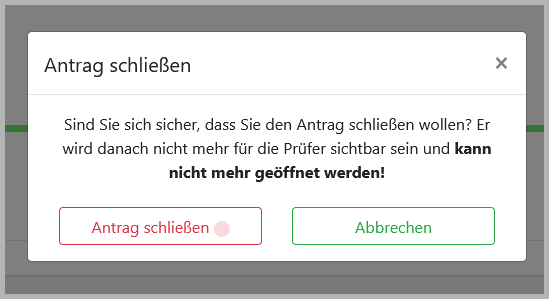 Antrag schließen ×
Sind Sie sich sicher, dass Sie den Antrag schließen wollen? Er
wird danach nicht mehr für die Prüfer sichtbar sein und kann
nicht mehr geöffnet werden!
Antrag schließen
Abbrechen